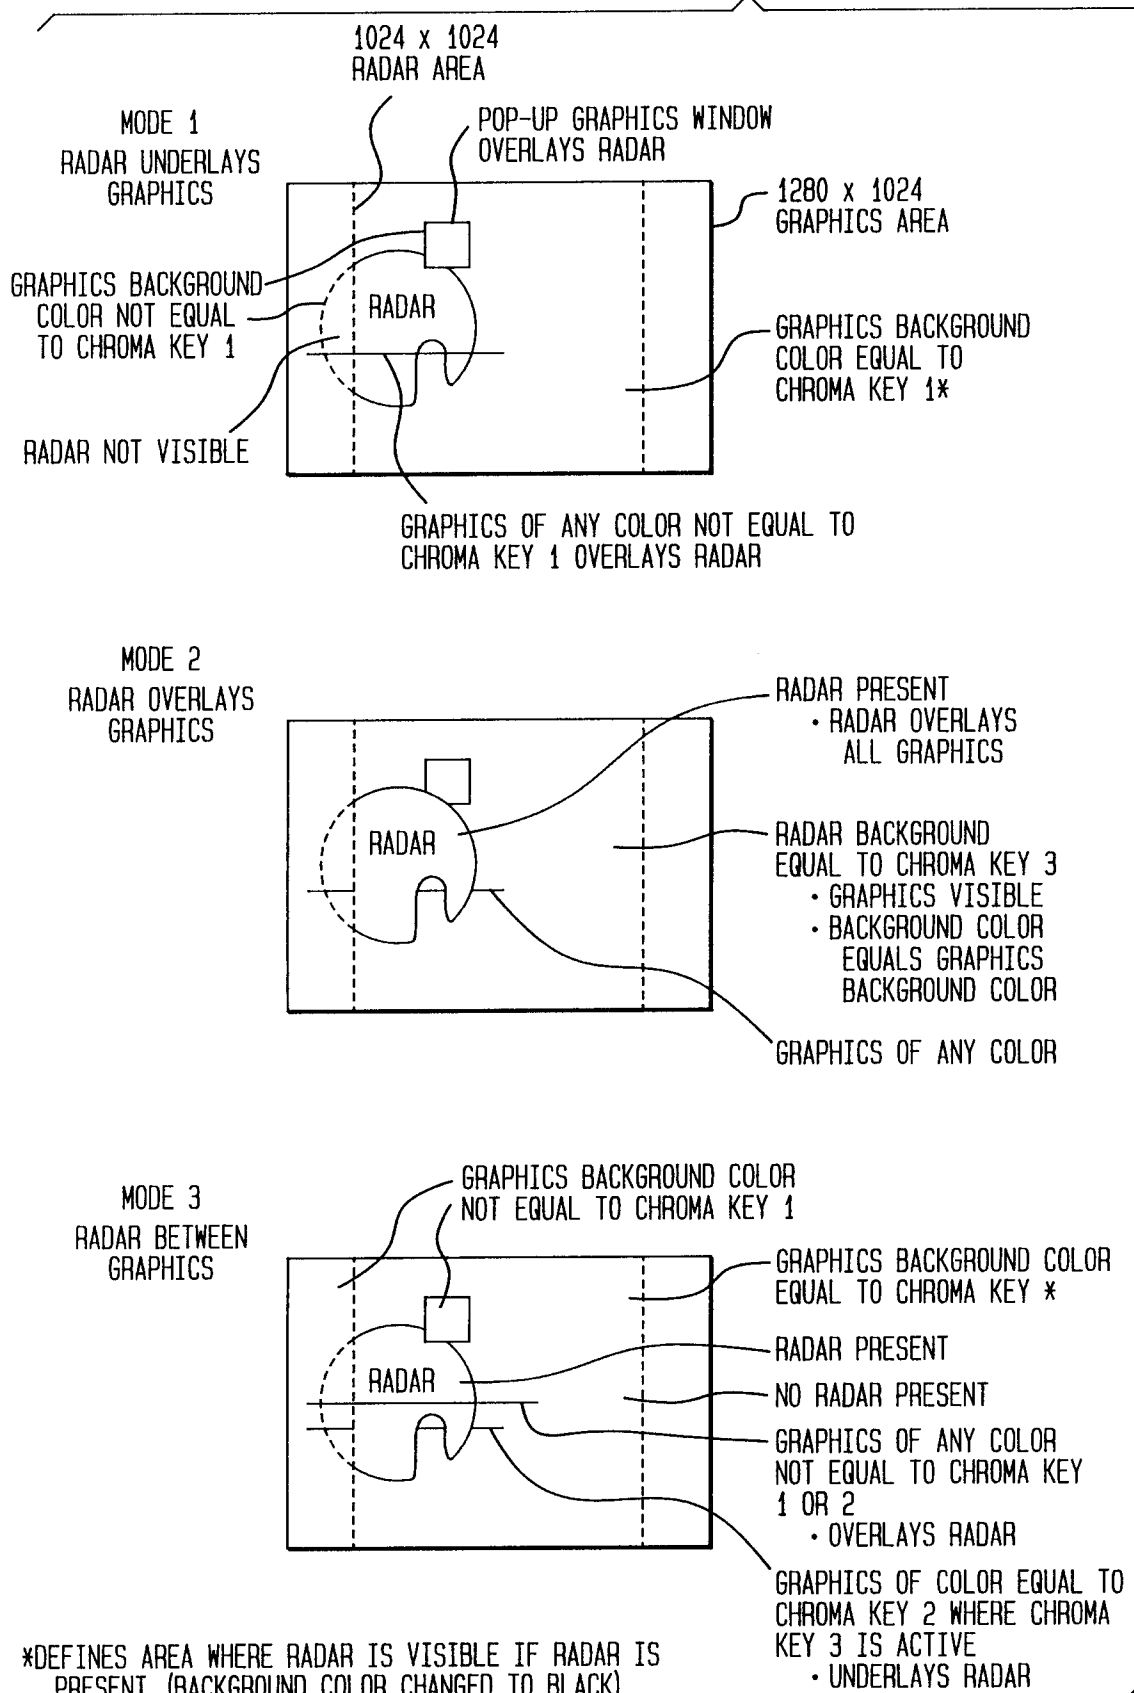 1024 x 1024
RADAR AREA
MODE 1
RADAR UNDERLAYS
GRAPHICS
POP-UP GRAPHICS WINDOW
OVERLAYS RADAR
1280 x 1024
GRAPHICS AREA
GRAPHICS BACKGROUND
COLOR NOT EQUAL
TO CHROMA KEY 1
RADAR
GRAPHICS BACKGROUND
COLOR EQUAL TO
CHROMA KEY 1*
RADAR NOT VISIBLE
GRAPHICS OF ANY COLOR NOT EQUAL TO
CHROMA KEY 1 OVERLAYS RADAR
MODE 2
RADAR OVERLAYS
GRAPHICS
RADAR PRESENT
• RADAR OVERLAYS
ALL GRAPHICS
RADAR
RADAR BACKGROUND
EQUAL TO CHROMA KEY 3
• GRAPHICS VISIBLE
• BACKGROUND COLOR
EQUALS GRAPHICS
BACKGROUND COLOR
GRAPHICS OF ANY COLOR
MODE 3
RADAR BETWEEN
GRAPHICS
GRAPHICS BACKGROUND COLOR
NOT EQUAL TO CHROMA KEY 1
GRAPHICS BACKGROUND COLOR
EQUAL TO CHROMA KEY *
RADAR
RADAR PRESENT
NO RADAR PRESENT
GRAPHICS OF ANY COLOR
NOT EQUAL TO CHROMA KEY
1 OR 2
• OVERLAYS RADAR
GRAPHICS OF COLOR EQUAL TO
CHROMA KEY 2 WHERE CHROMA
KEY 3 IS ACTIVE
• UNDERLAYS RADAR
*DEFINES AREA WHERE RADAR IS VISIBLE IF RADAR IS
PRESENT (BACKGROUND COLOR CHANGED TO BLACK)